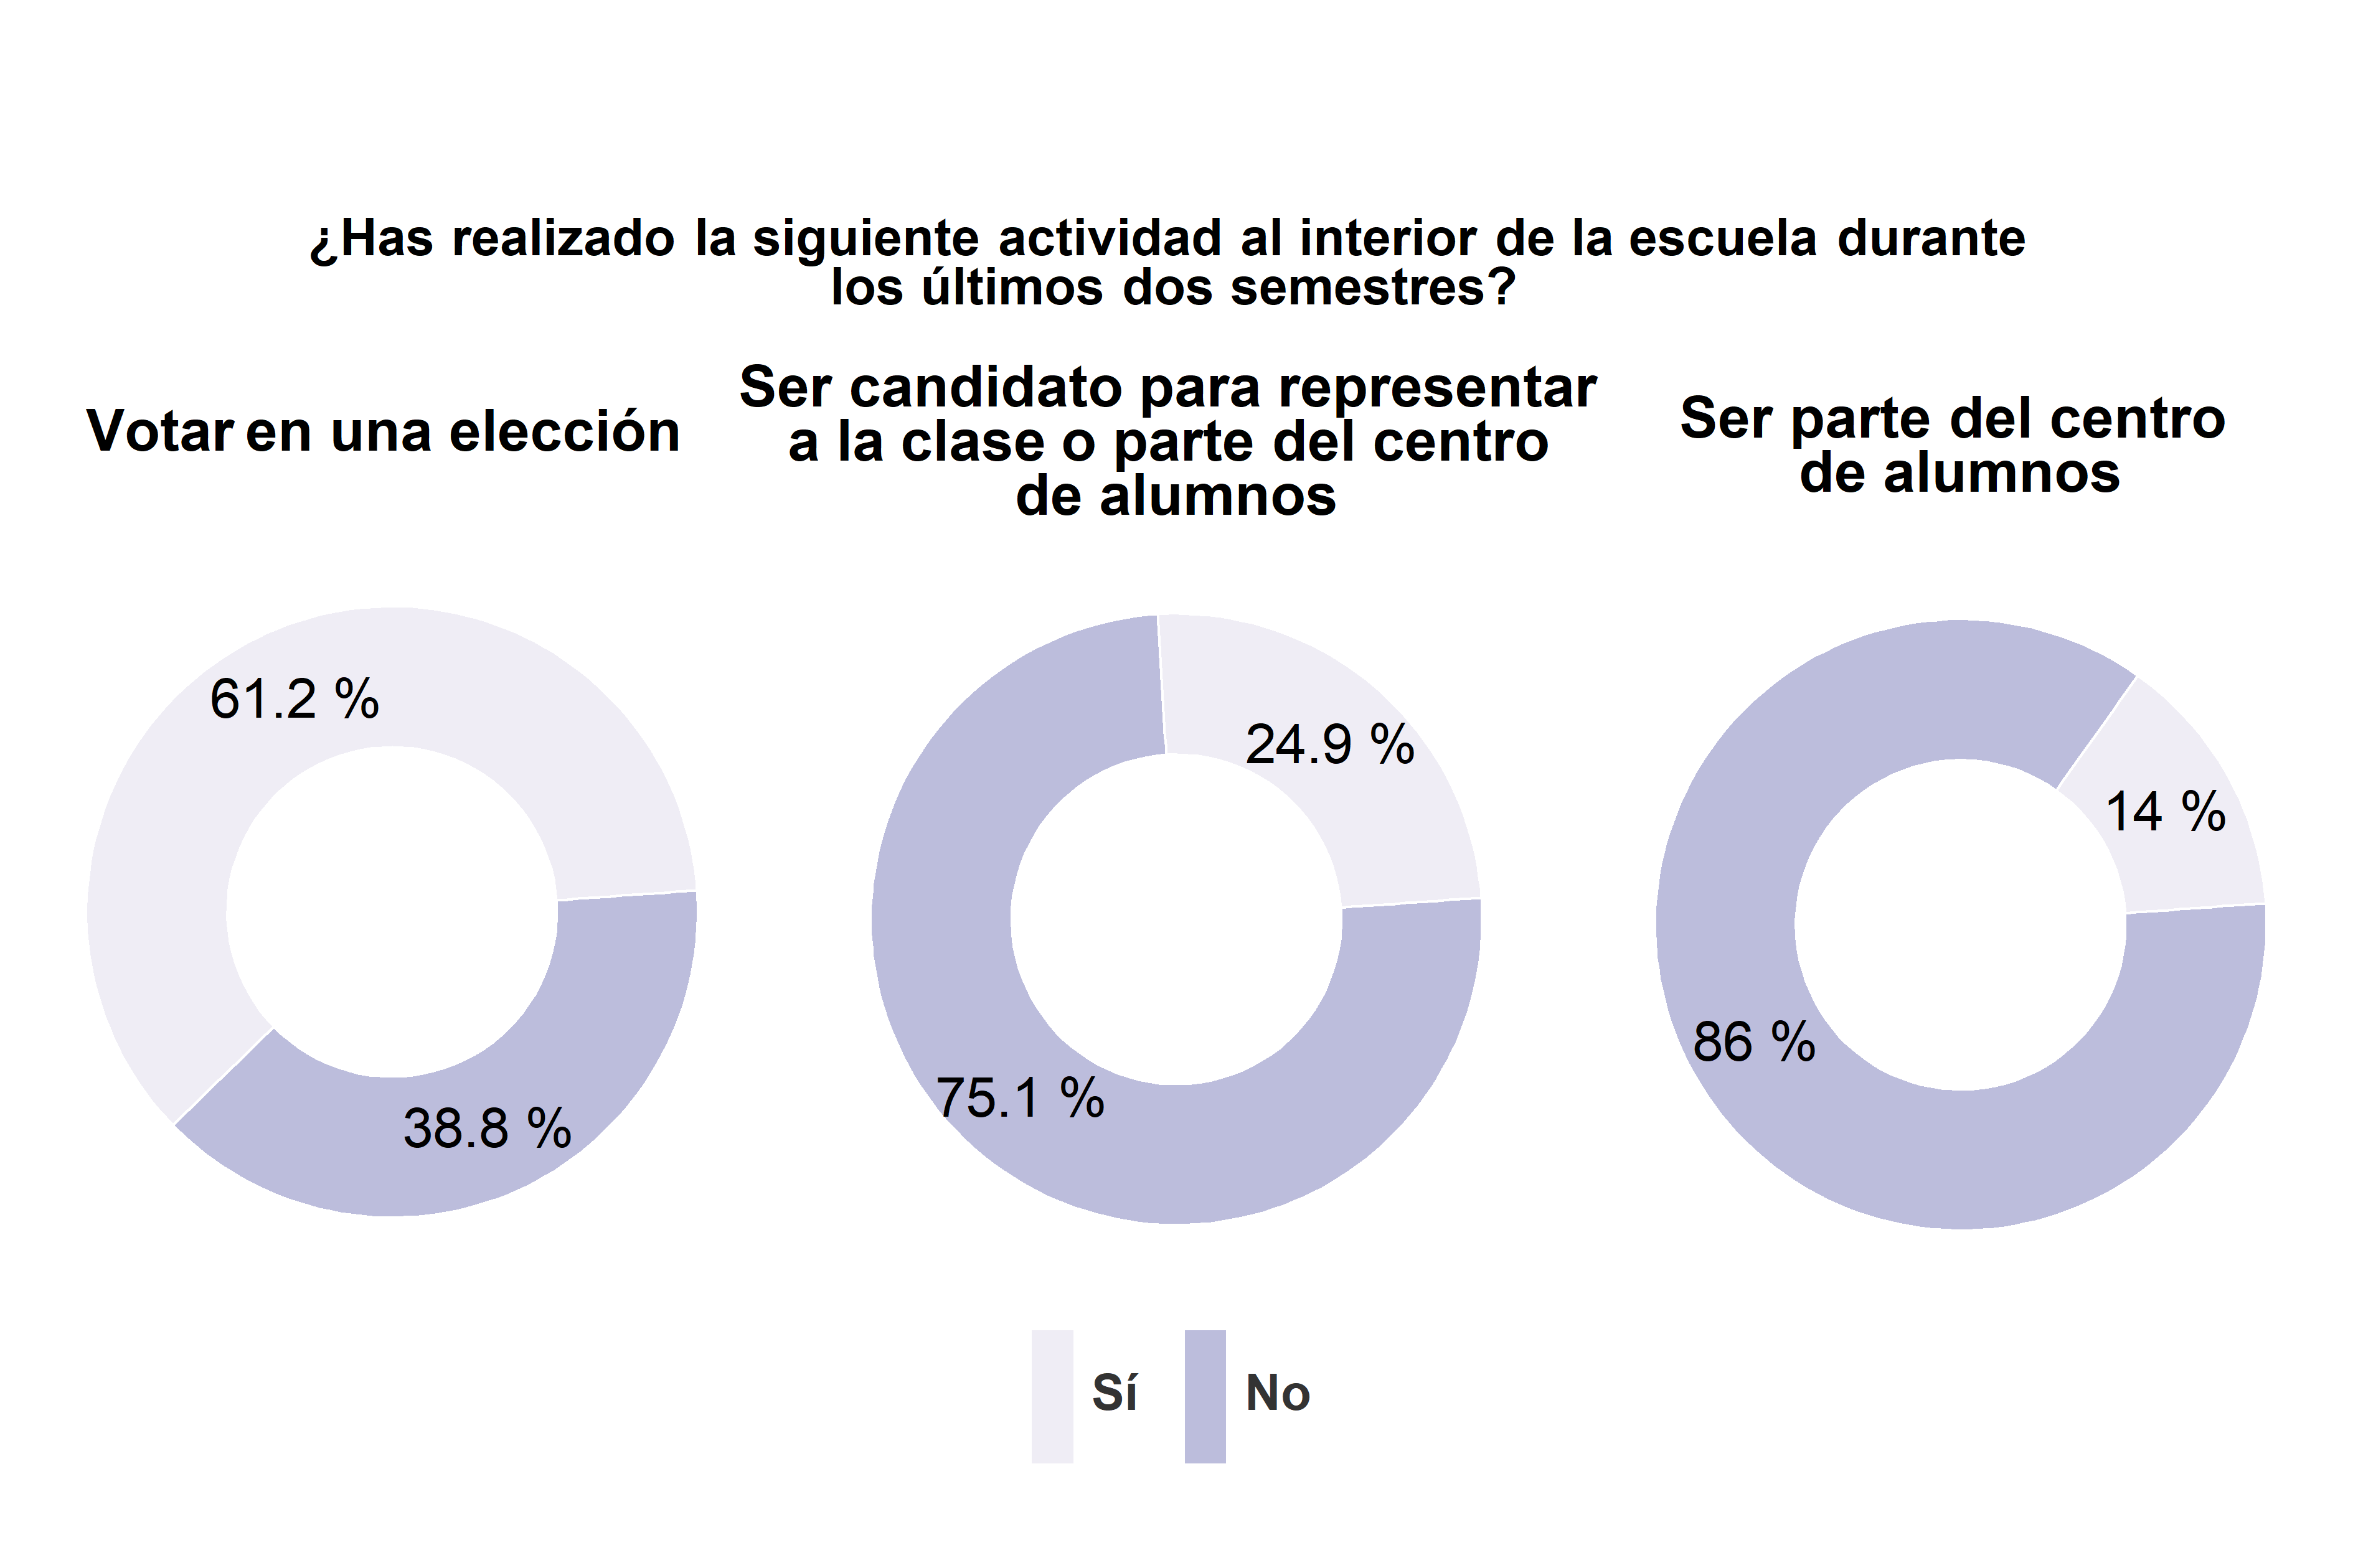 ¿Has realizado la siguiente actividad al interior de la escuela durante
los últimos dos semestres?
Votar en una elección
Ser candidato para representar
a la clase o parte del centro
de alumnos
Ser parte del centro
de alumnos
61.2 %
38.8 %
24.9 %
75.1 %
14 %
86 %
Sí
No